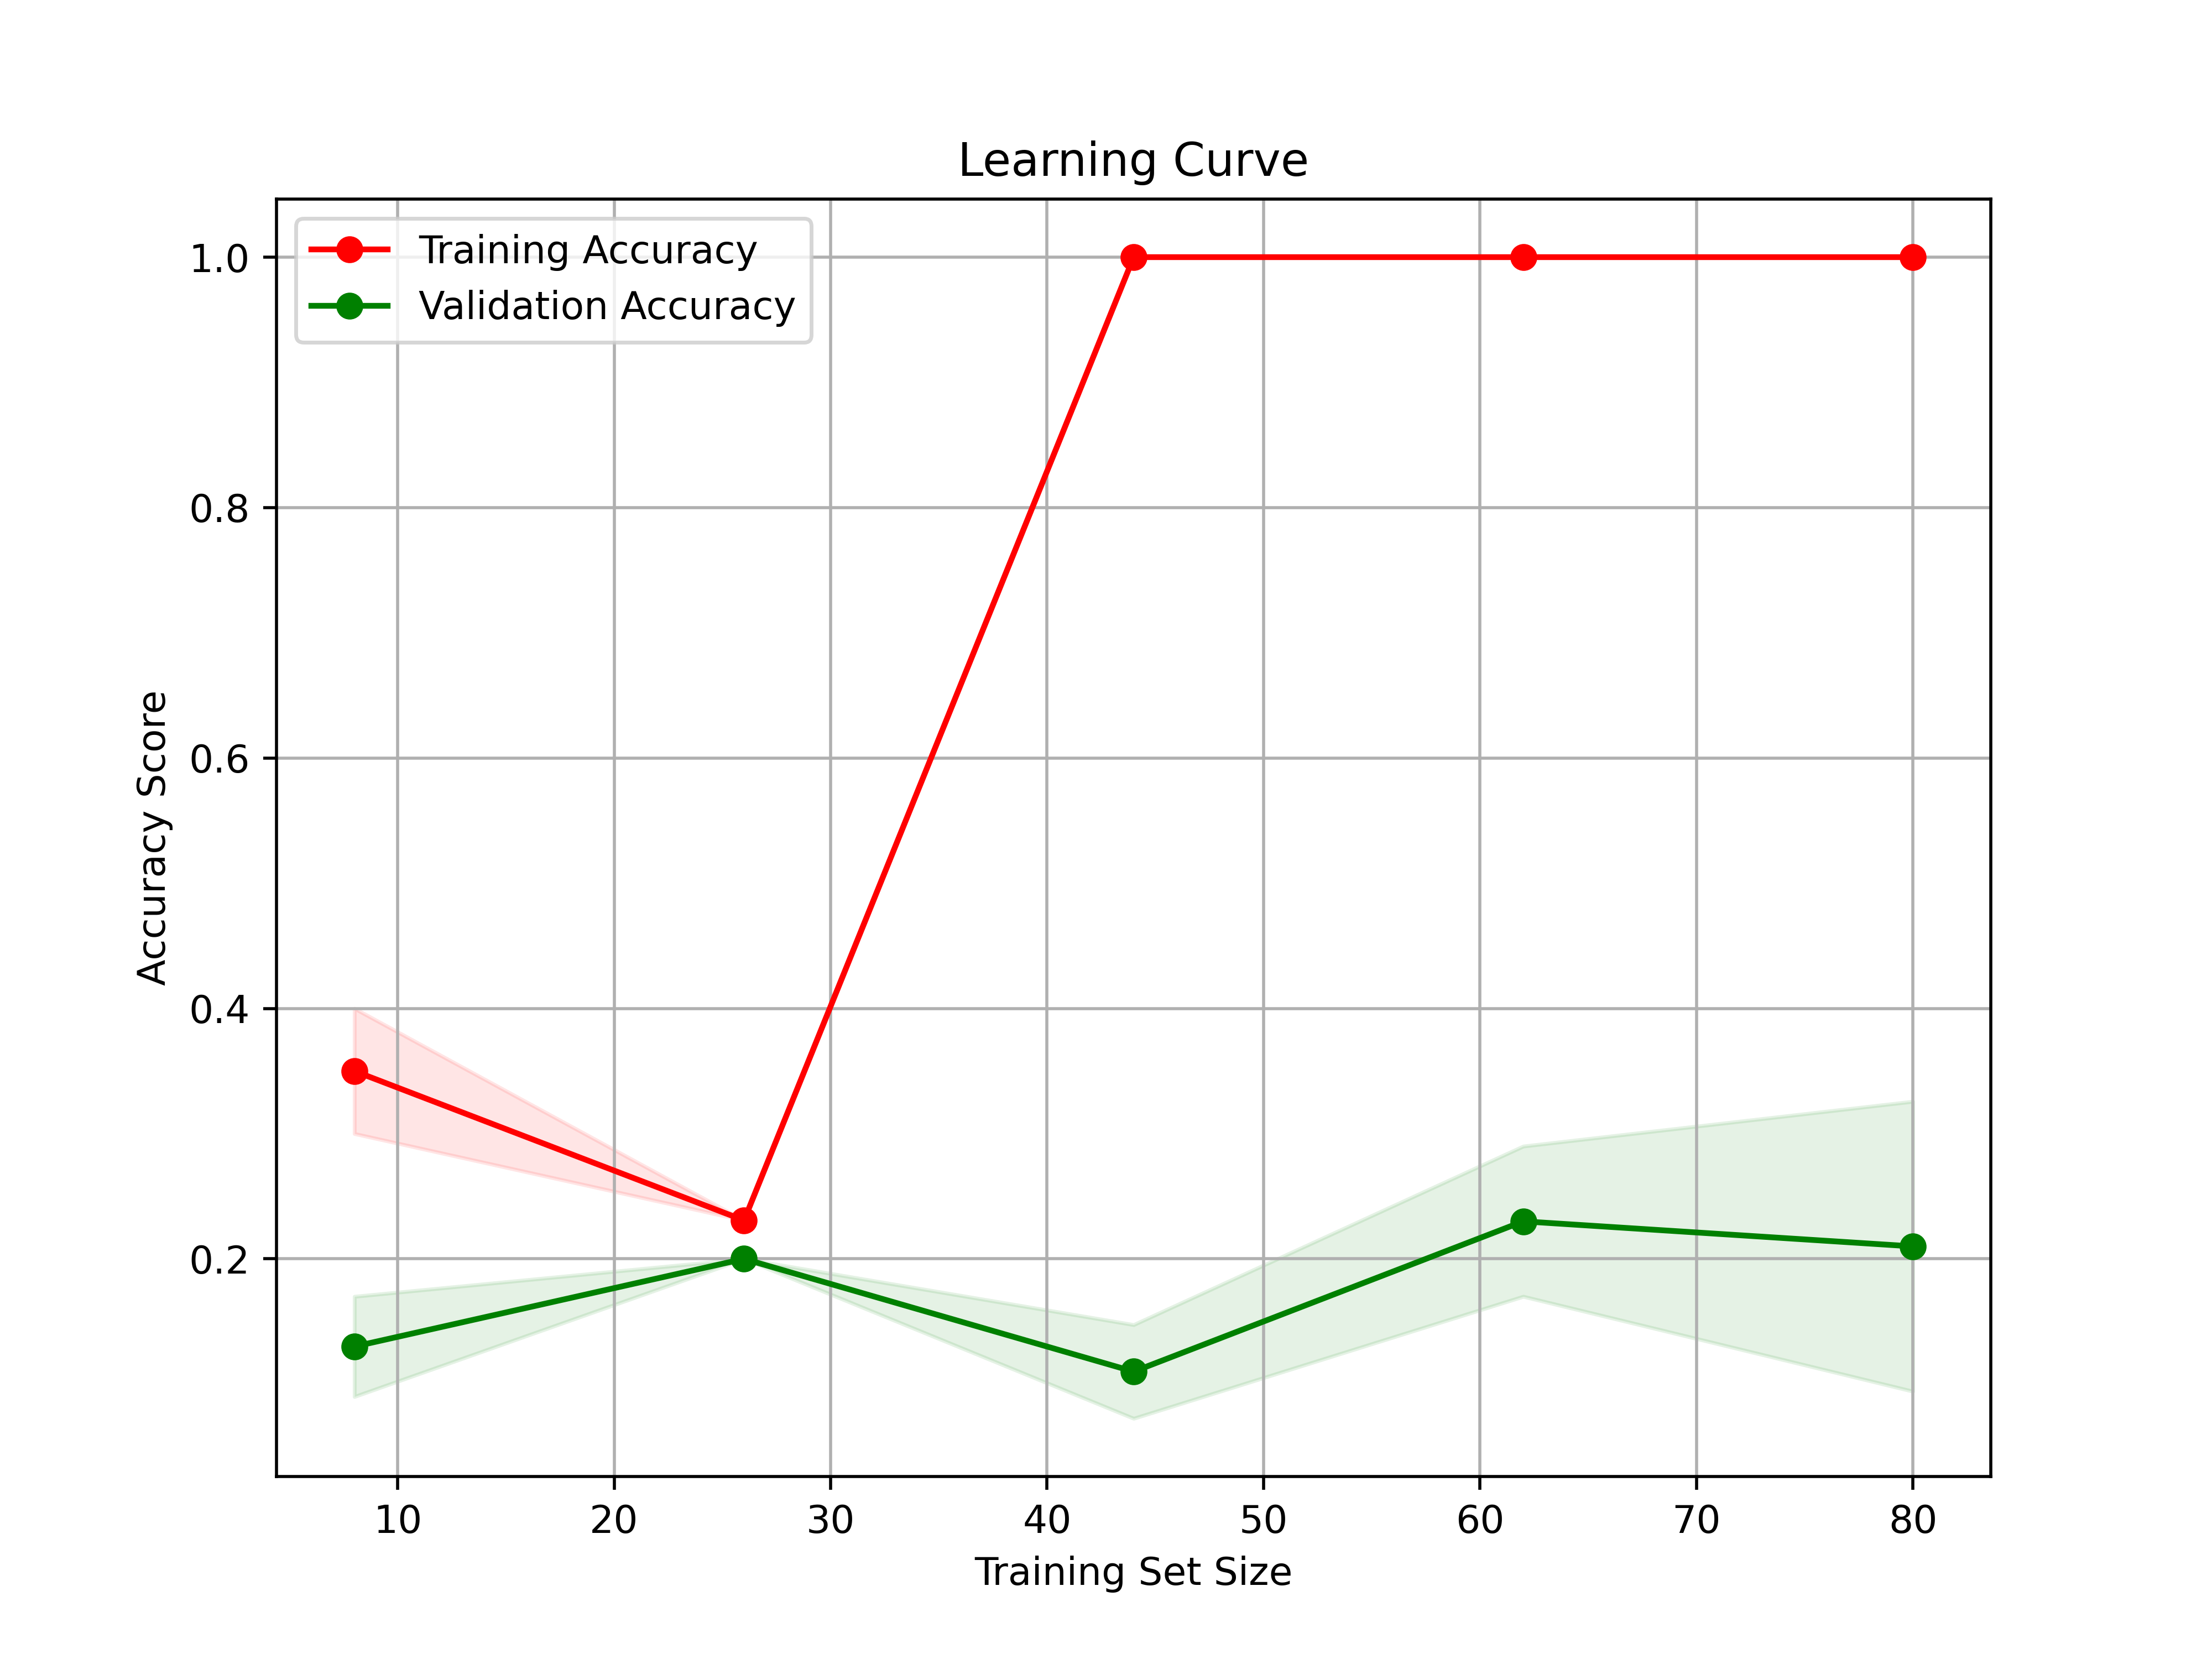 Learning Curve
Training Accuracy
Validation Accuracy
1.0
0.8
0.6
0.4
0.2
Accuracy Score
10 20 30 40 50 60 70 80
Training Set Size